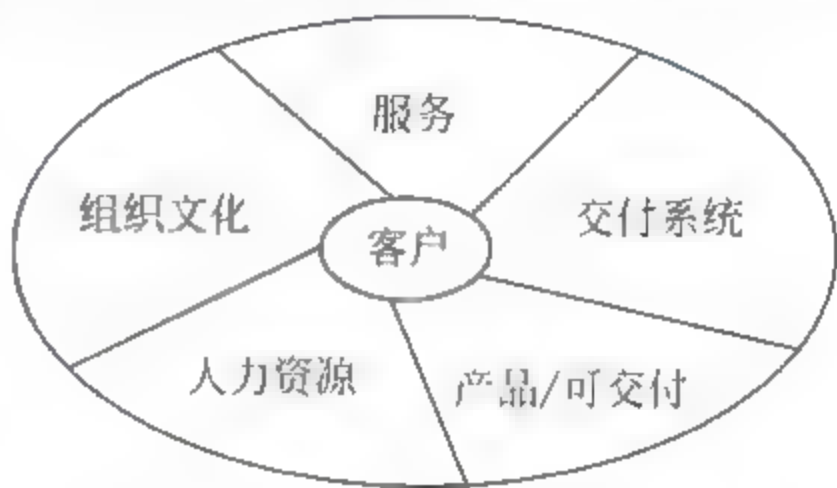 服务
组织文化
交付系统
客户
人力资源
产品/可交付